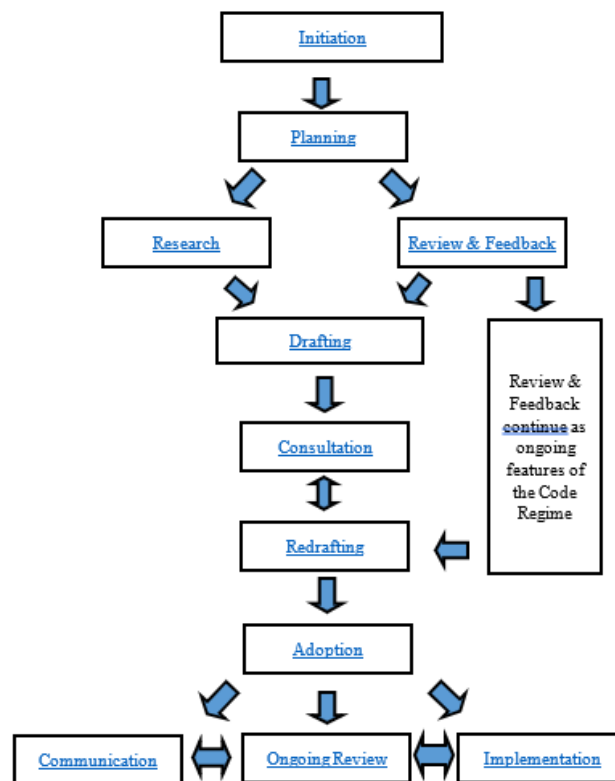 Initiation
Planning
Research
Review & Feedback
Drafting
Review &
Feedback
continue as
ongoing
features of
the Code
Regime
Consultation
Redrafting
Adoption
Communication
Ongoing Review
Implementation